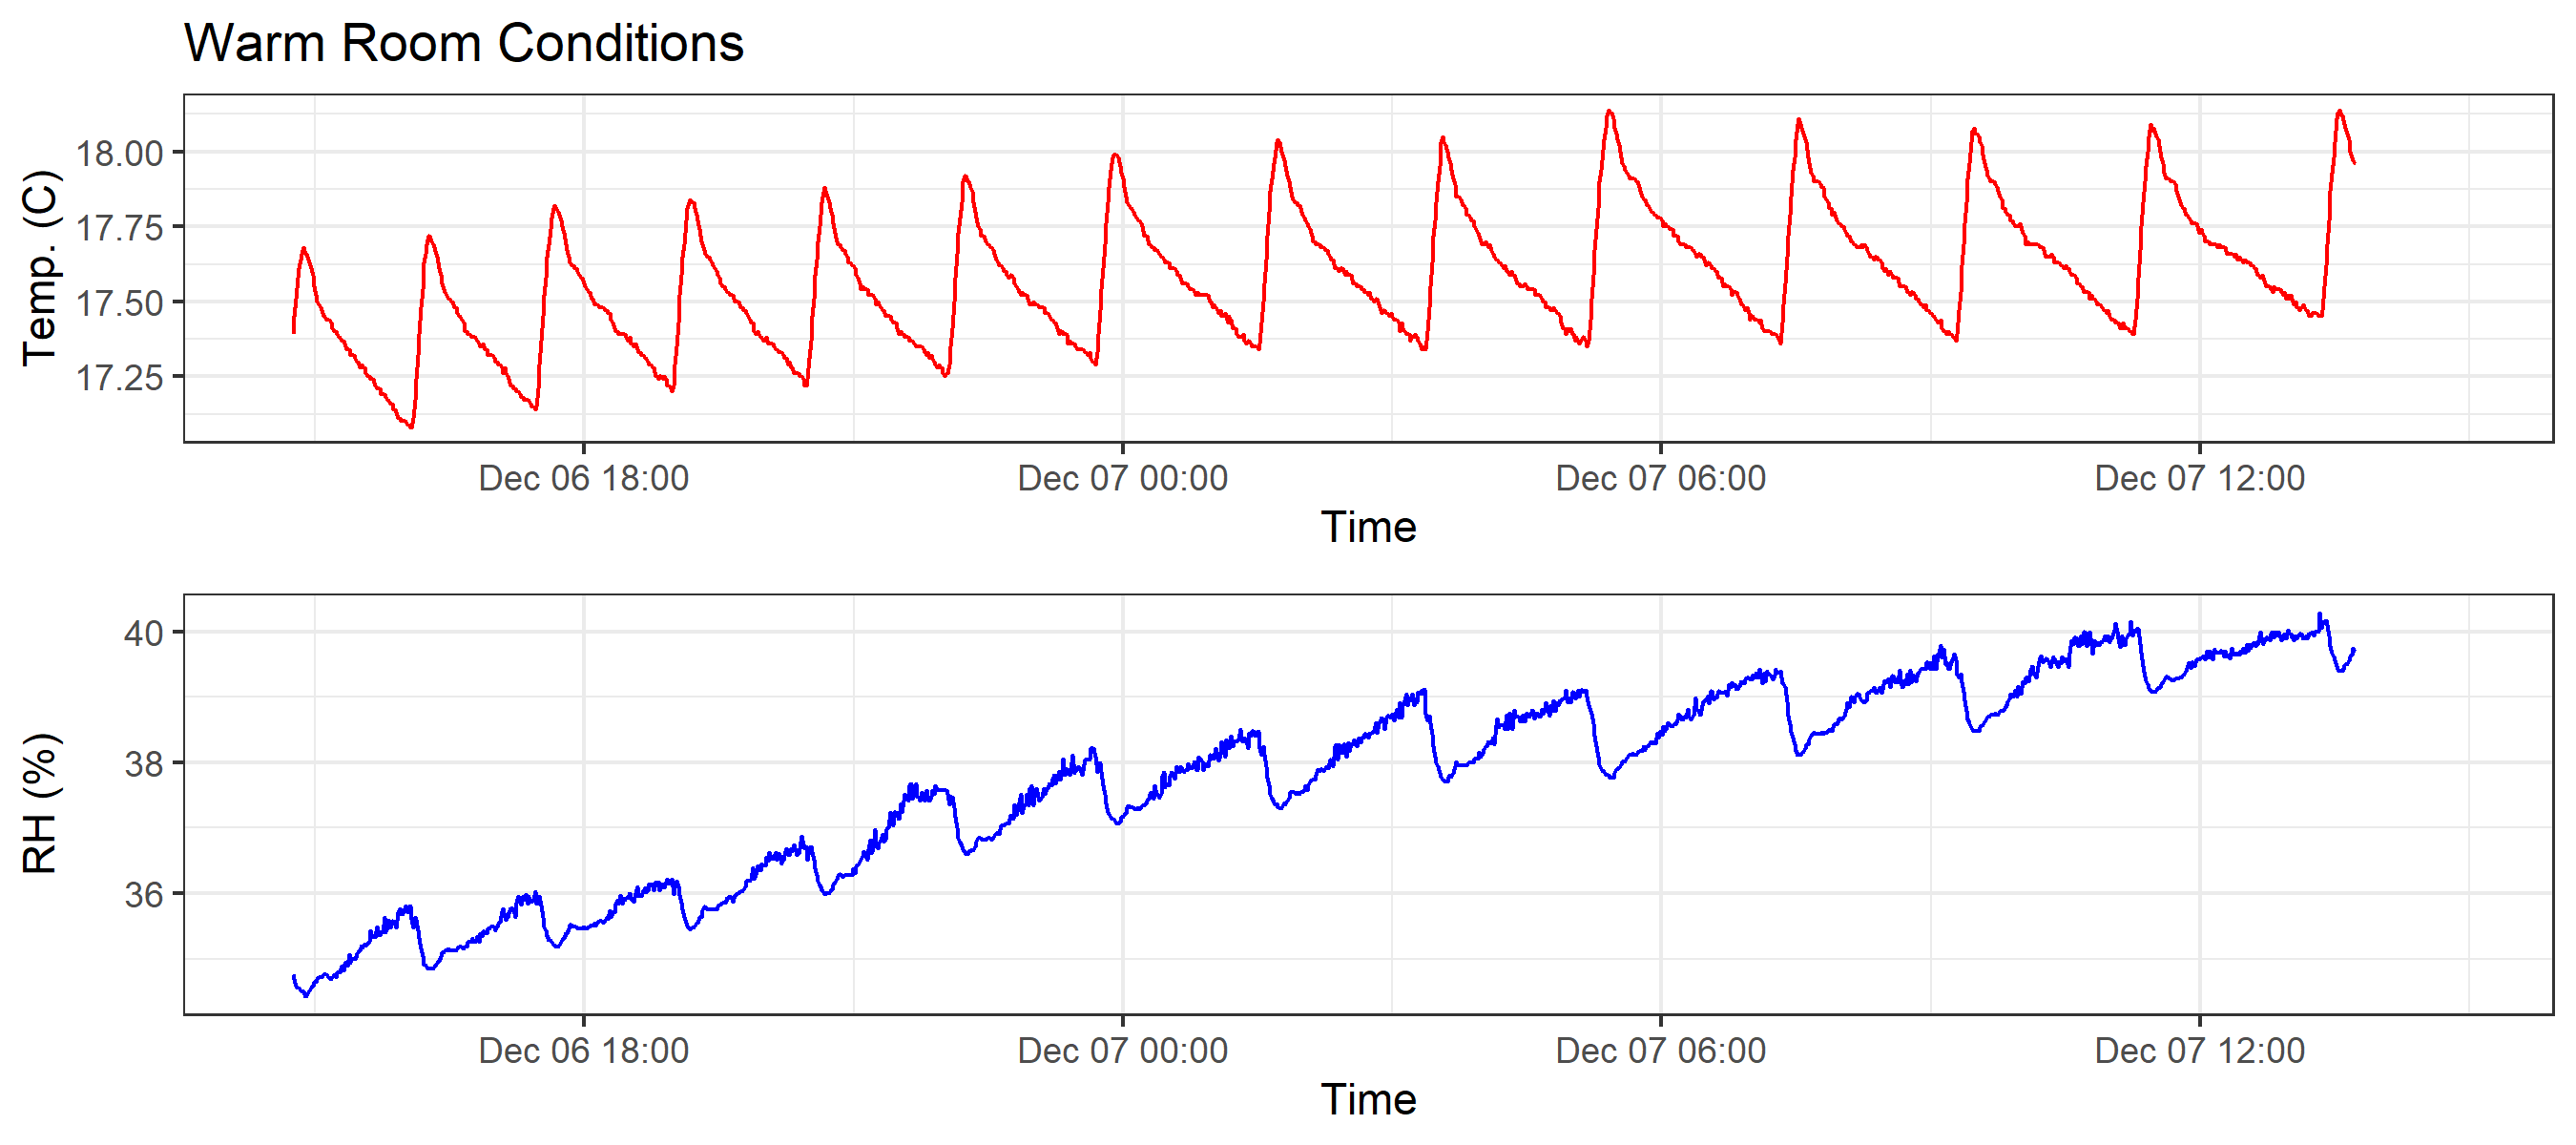 Warm Room Conditions
Temp. (C)
18.00
17.75
17.50
17.25
Dec 06 18:00 Dec 07 00:00 Dec 07 06:00 Dec 07 12:00
Time
RH (%)
40
38
36
Dec 06 18:00 Dec 07 00:00 Dec 07 06:00 Dec 07 12:00
Time